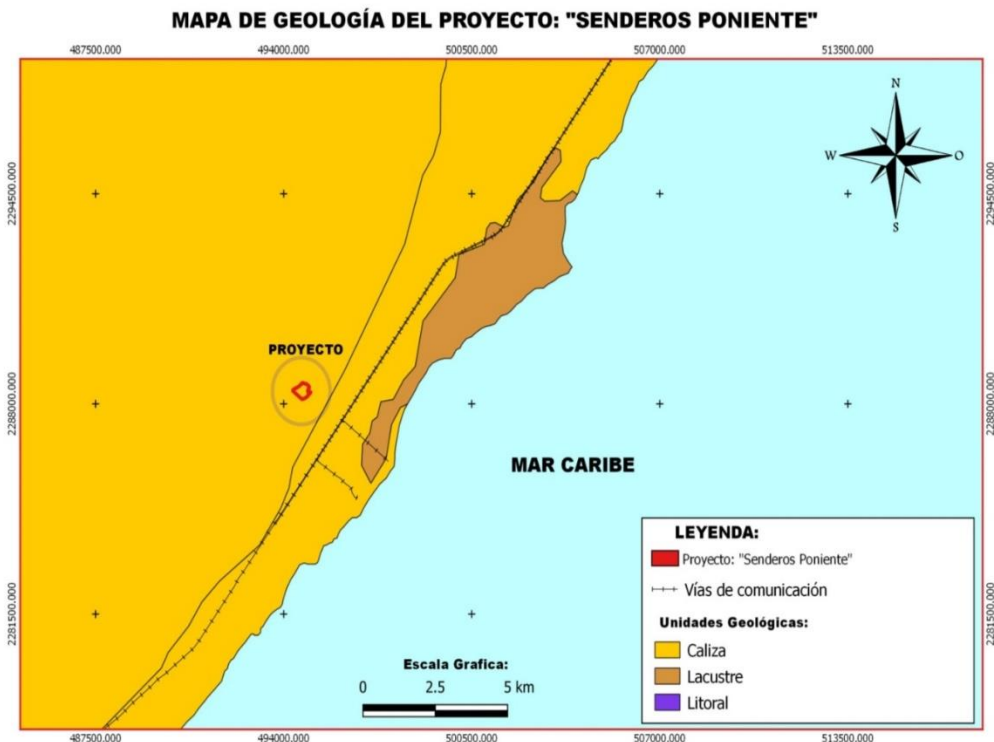 MAPA DE GEOLOGÍA DEL PROYECTO: "SENDEROS PONIENTE"
487500.000 494000.000 500500.000 507000.000 513500.000
N
W O
S
2294500.000 2294500.000
PROYECTO
2288000.000 2288000.000
MAR CARIBE
LEYENDA:
Proyecto: "Senderos Poniente"
Vías de comunicación
Unidades Geológicas:
Caliza
Lacustre
Litoral
2281500.000 2281500.000
Escala Grafica:
0 2.5 5 km
487500.000 494000.000 500500.000 507000.000 513500.000